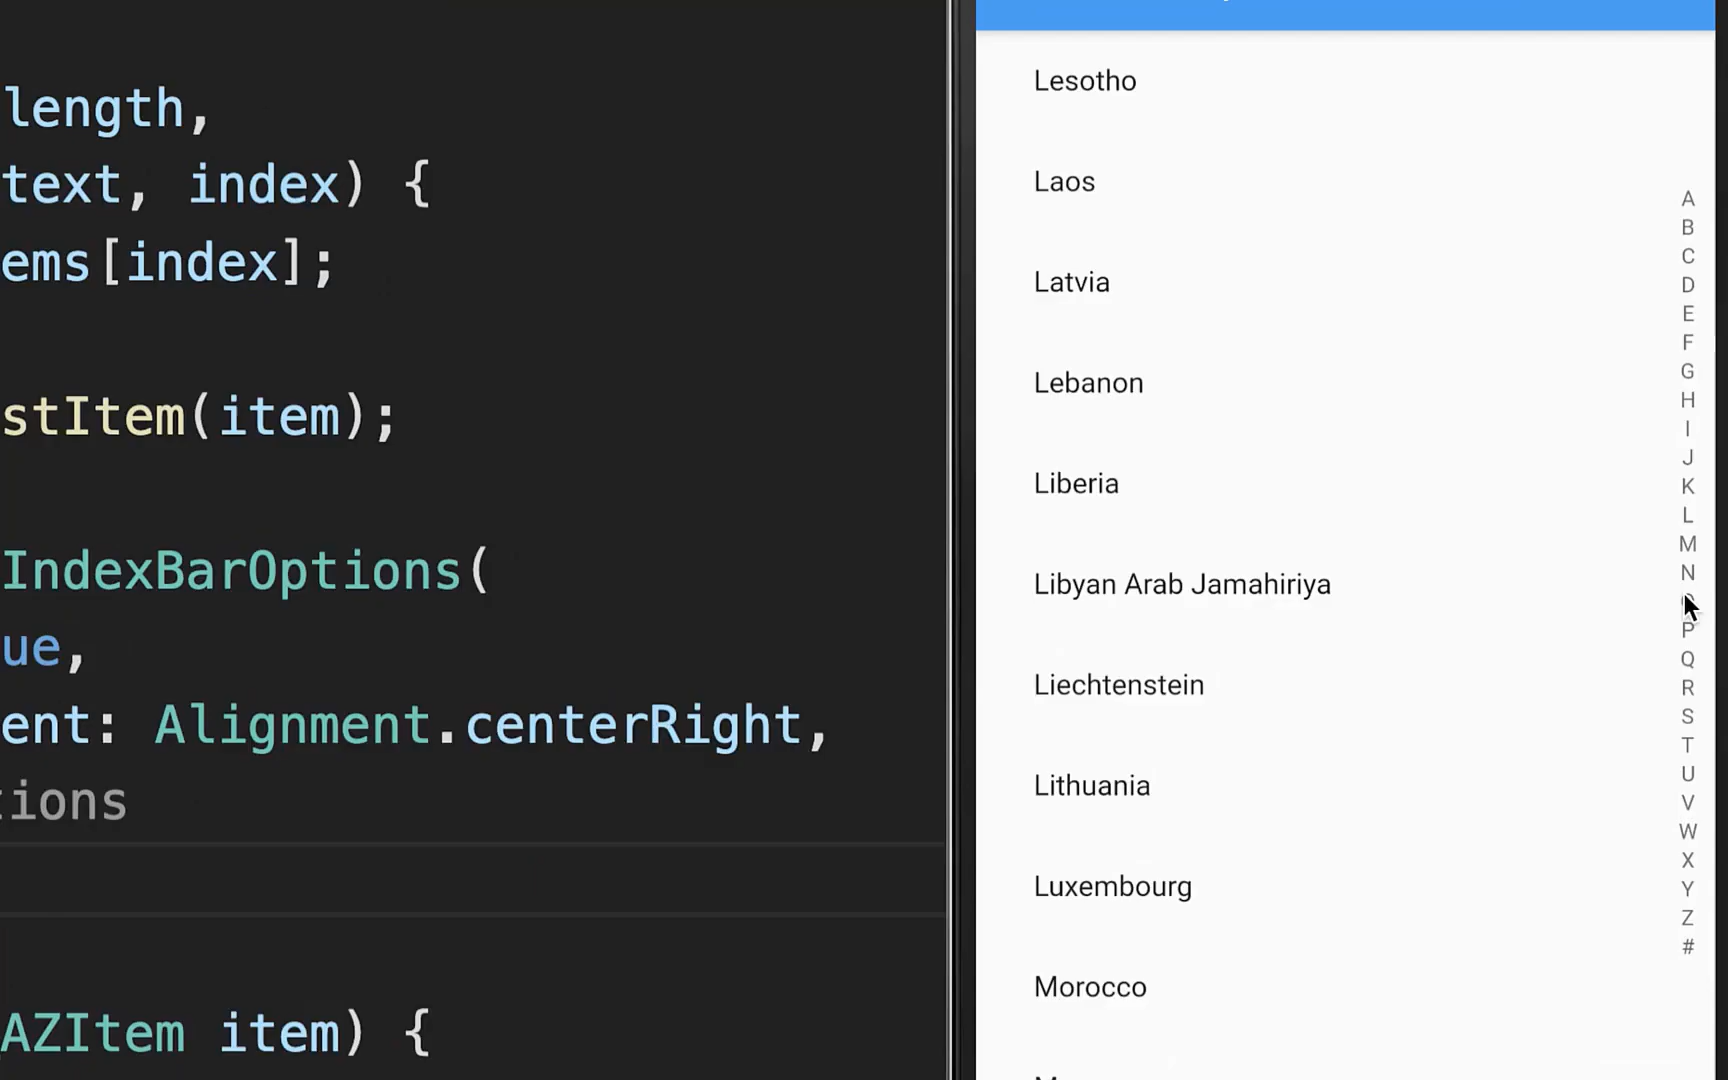 length,
text, index) {
ems[index];
stItem(item);
IndexBarOptions(
ue,
ent: Alignment.centerRight,
tions
AZItem item) {
Lesotho
Laos
Latvia
Lebanon
Liberia
Libyan Arab Jamahiriya
Liechtenstein
Lithuania
Luxembourg
Morocco
A
B
C
D
E
F
G
H
I
J
K
L
M
N
P
Q
R
S
T
U
V
W
X
Y
Z
#